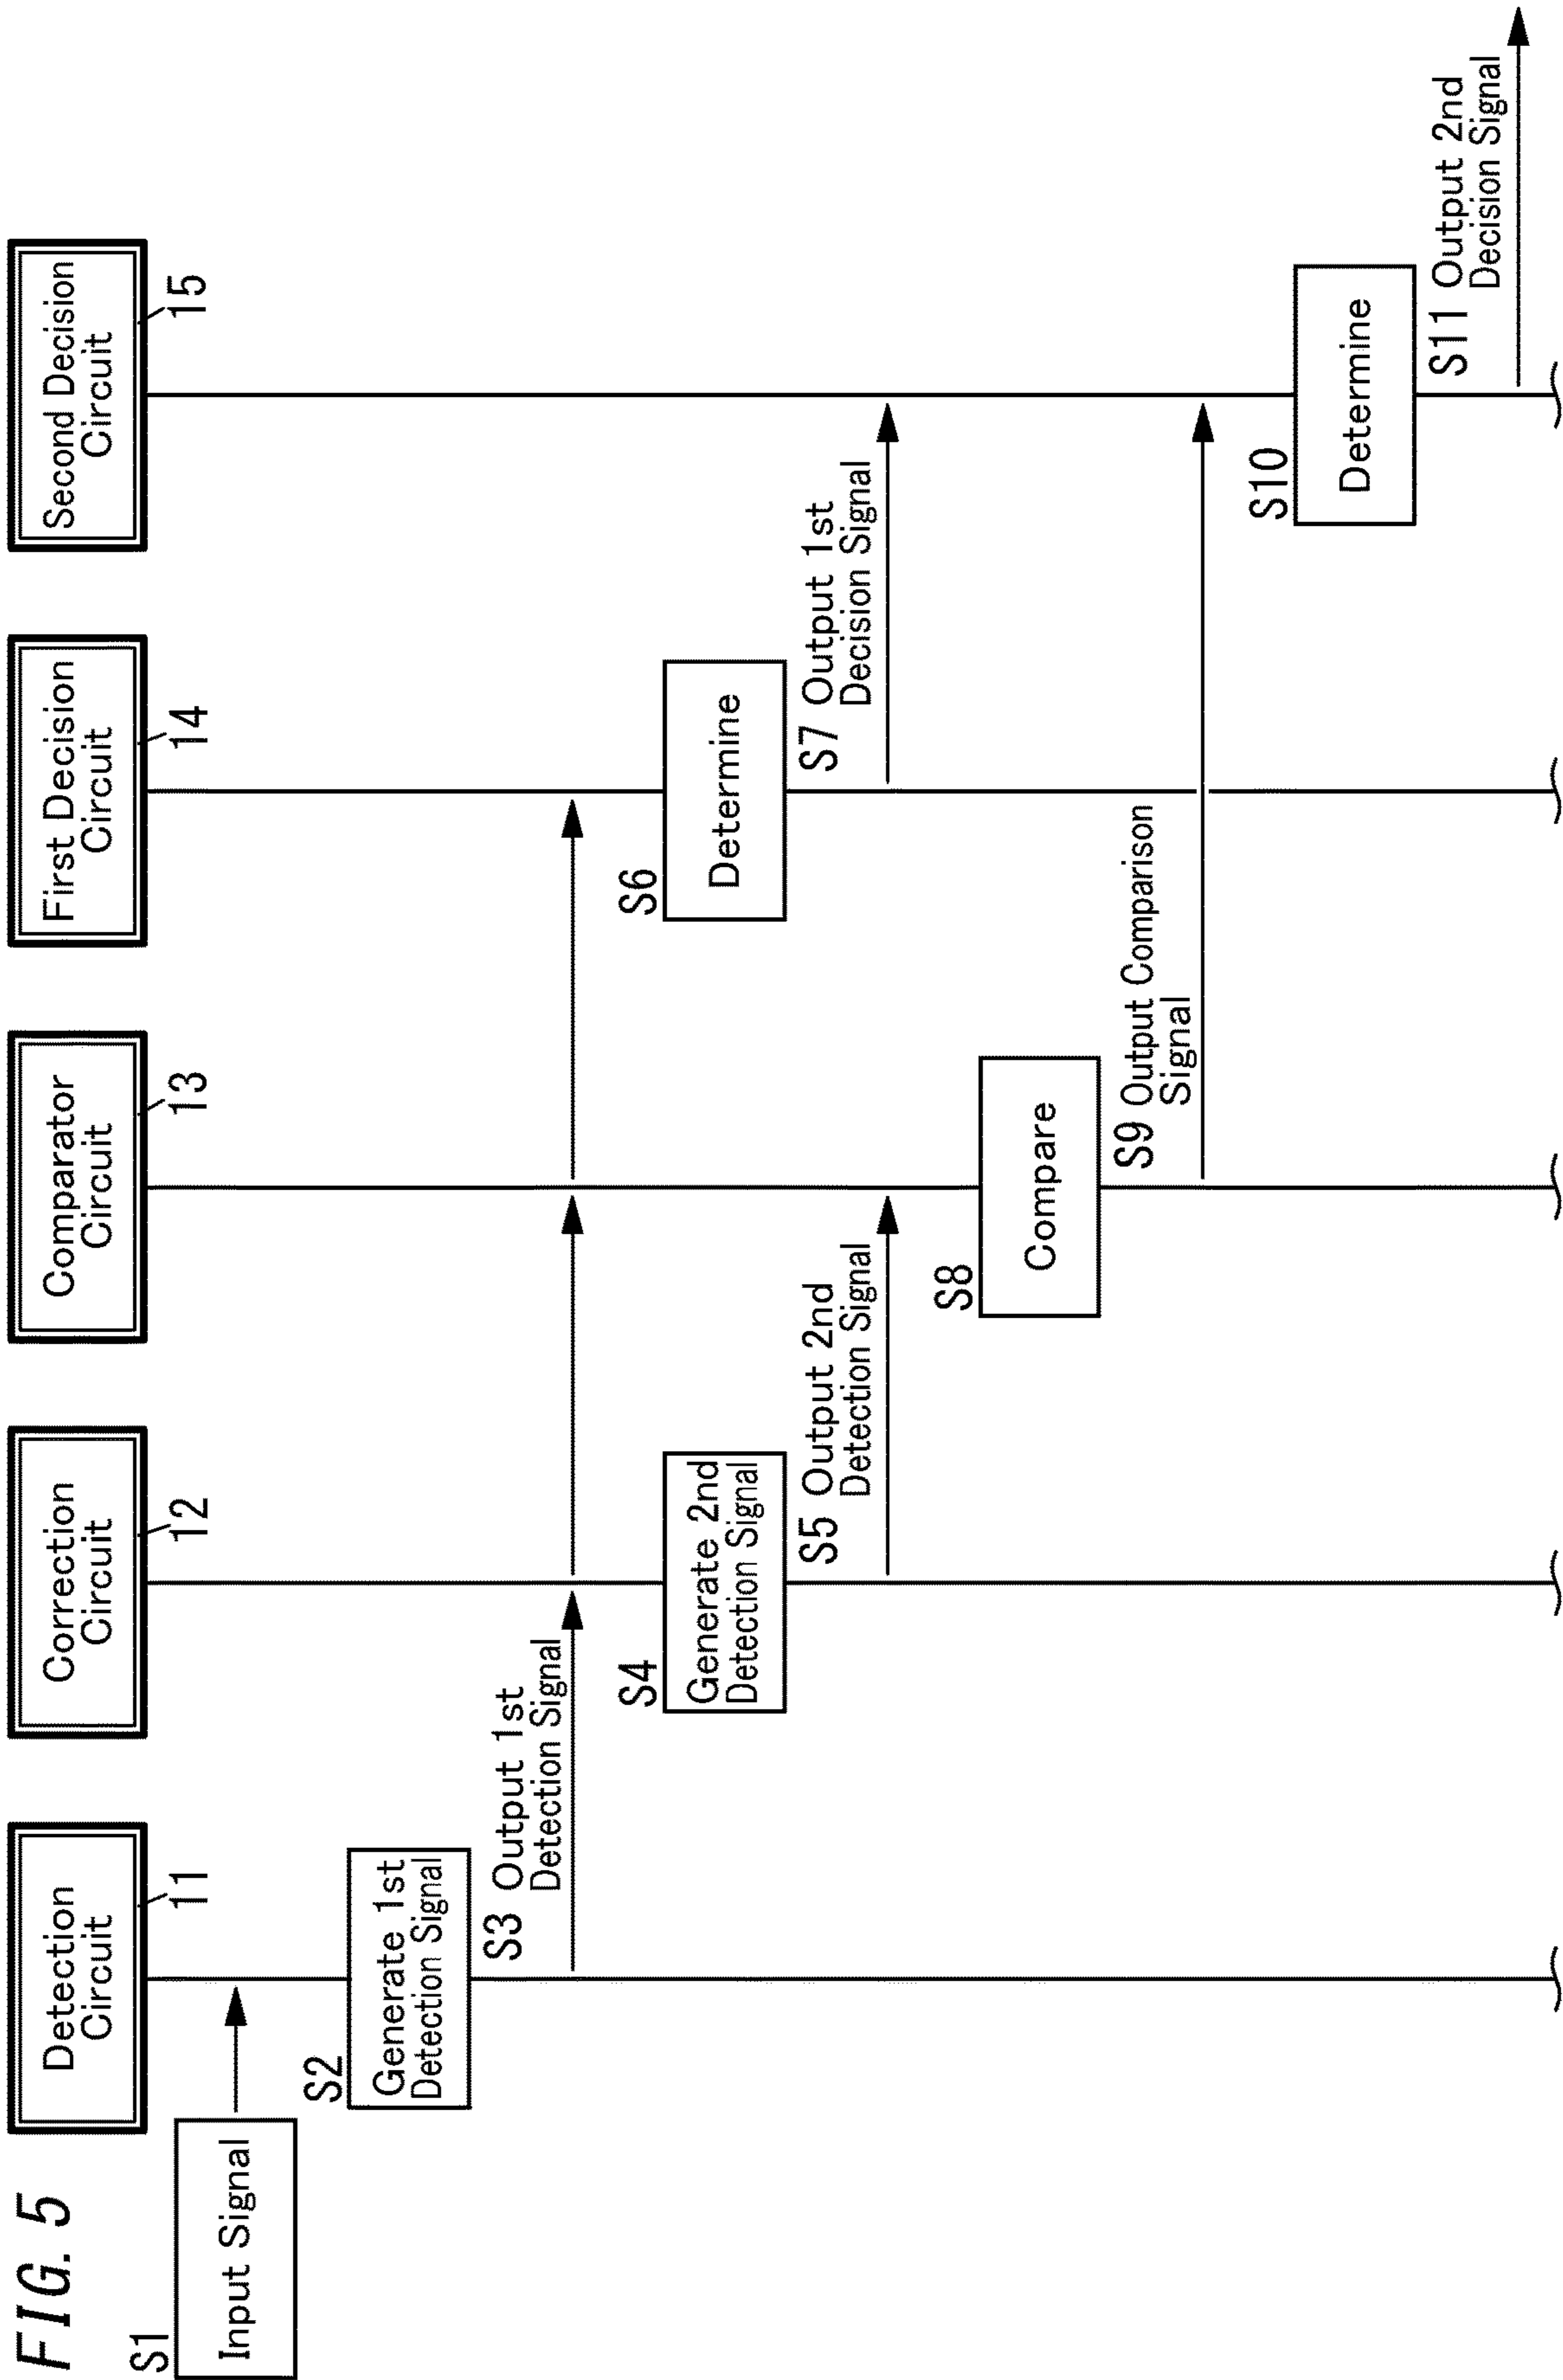 FIG. 5
Detection
Circuit
11
Correction
Circuit
12
Comparator
Circuit
13
First Decision
Circuit
14
Second Decision
Circuit
15
S1
Input Signal
S2
Generate 1st
Detection Signal
S3 Output 1st
Detection Signal
S4
Generate 2nd
Detection Signal
S5 Output 2nd
Detection Signal
S6
Determine
S7 Output 1st
Decision Signal
S8
Compare
S9 Output Comparison
Signal
S10
Determine
S11 Output 2nd
Decision Signal